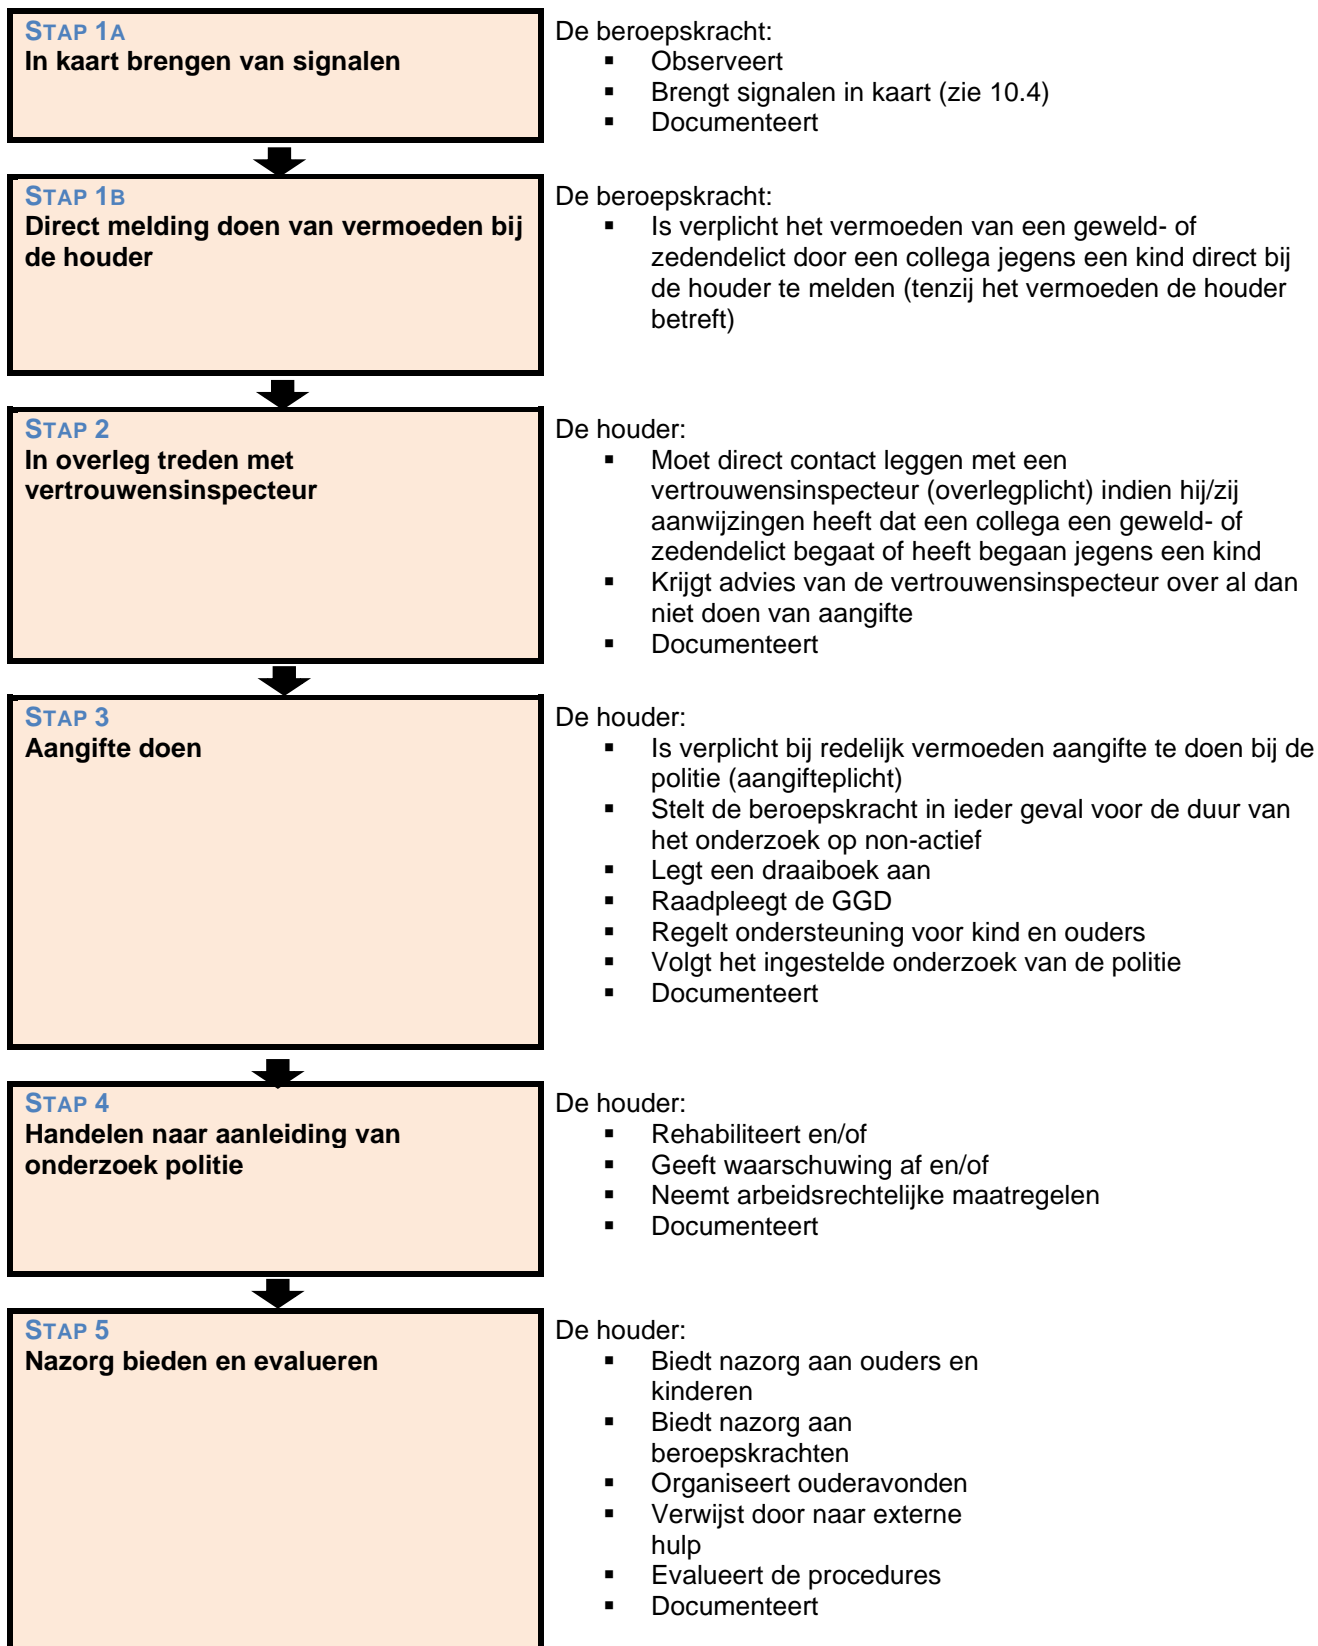 STAP 1A
In kaart brengen van signalen
De beroepskracht:
▪ Observeert
▪ Brengt signalen in kaart (zie 10.4)
▪ Documenteert
STAP 1B
Direct melding doen van vermoeden bij
de houder
De beroepskracht:
▪ Is verplicht het vermoeden van een geweld- of
zedendelict door een collega jegens een kind direct bij
de houder te melden (tenzij het vermoeden de houder
betreft)
STAP 2
In overleg treden met
vertrouwensinspecteur
De houder:
▪ Moet direct contact leggen met een
vertrouwensinspecteur (overlegplicht) indien hij/zij
aanwijzingen heeft dat een collega een geweld- of
zedendelict begaat of heeft begaan jegens een kind
▪ Krijgt advies van de vertrouwensinspecteur over al dan
niet doen van aangifte
▪ Documenteert
STAP 3
Aangifte doen
De houder:
▪ Is verplicht bij redelijk vermoeden aangifte te doen bij de
politie (aangifteplicht)
▪ Stelt de beroepskracht in ieder geval voor de duur van
het onderzoek op non-actief
▪ Legt een draaiboek aan
▪ Raadpleegt de GGD
▪ Regelt ondersteuning voor kind en ouders
▪ Volgt het ingestelde onderzoek van de politie
▪ Documenteert
STAP 4
Handelen naar aanleiding van
onderzoek politie
De houder:
▪ Rehabiliteert en/of
▪ Geeft waarschuwing af en/of
▪ Neemt arbeidsrechtelijke maatregelen
▪ Documenteert
STAP 5
Nazorg bieden en evalueren
De houder:
▪ Biedt nazorg aan ouders en
kinderen
▪ Biedt nazorg aan
beroepskrachten
▪ Organiseert ouderavonden
▪ Verwijst door naar externe
hulp
▪ Evalueert de procedures
▪ Documenteert